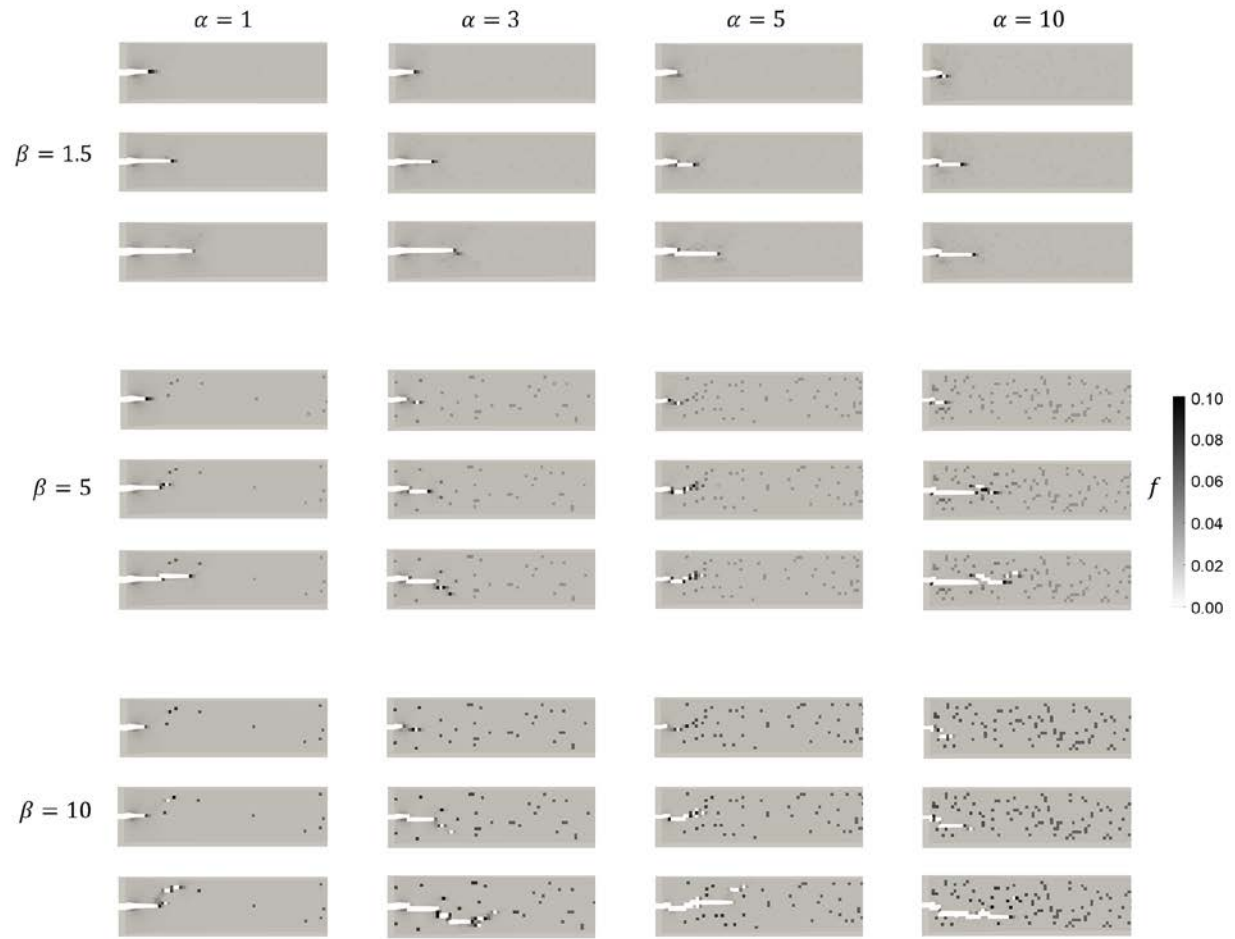 α = 1
α = 3
α = 5
α = 10
β = 1.5
β = 5
0.10
0.08
0.06
0.04
0.02
0.00
f
β = 10